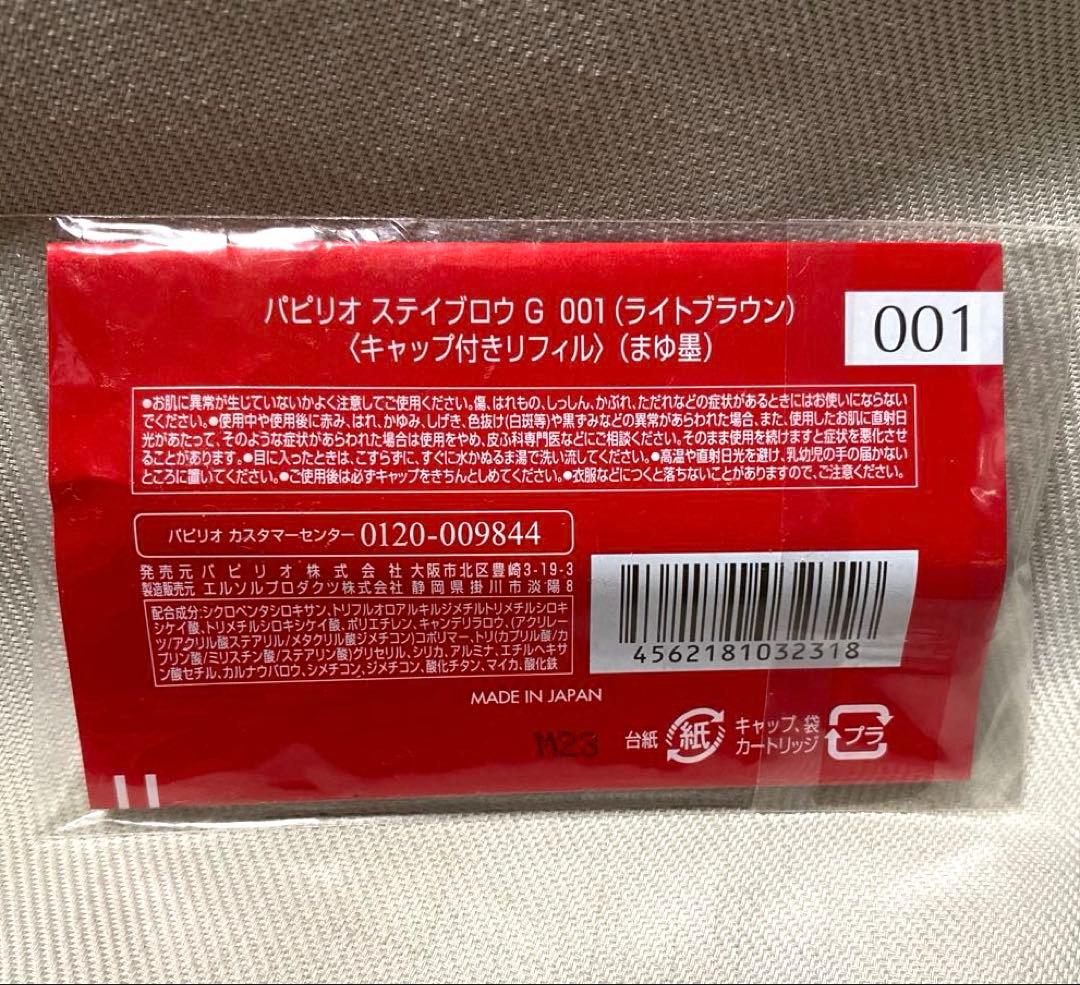 パピリオ ステイブロウ G 001(ライトブラウン)
〈キャップ付きリフィル〉(まゆ墨)
001
●お肌に異常が生じていないかよく注意してご使用ください。傷、はれもの、しっしん、かぶれ、ただれなどの症状があるときにはお使いにならない
でください。●使用中や使用後に赤み、はれ、かゆみ、しげき、色抜け(白斑等)や黒ずみなどの異常があらわれた場合、また、使用したお肌に直射日
光があたって、そのような症状があらわれた場合は使用をやめ、皮ふ科専門医などにご相談ください。そのまま使用を続けますと症状を悪化させ
ることがあります。●目に入ったときは、こすらずに、すぐに水かぬるま湯で洗い流してください。●高温や直射日光を避け、乳幼児の手の届かない
ところに置いてください。●ご使用後は必ずキャップをきちんとしめてください。●衣服などにつくと落ちないことがありますので、ご注意ください。
パピリオ カスタマーセンター 0120-009844
発売元 パピリオ株式会社 大阪市北区豊崎3-19-3
製造販売元 エルソルプロダクツ株式会社 静岡県掛川市淡陽8
配合成分:シクロペンタシロキサン、トリフルオロアルキルジメチルトリメチルシロキ
シケイ酸、トリメチルシロキシケイ酸、ポリエチレン、キャンデリラロウ、(アクリレー
ツ/アクリル酸ステアリル/メタクリル酸ジメチコン)コポリマー、トリ(カプリル酸/カ
プリン酸/ミリスチン酸/ステアリン酸)グリセリル、シリカ、アルミナ、エチルヘキサ
ン酸セチル、カルナウバロウ、シメチコン、ジメチコン、酸化チタン、マイカ、酸化鉄
4562181032318
MADE IN JAPAN
M23
台紙 紙 キャップ、袋
カートリッジ プラ